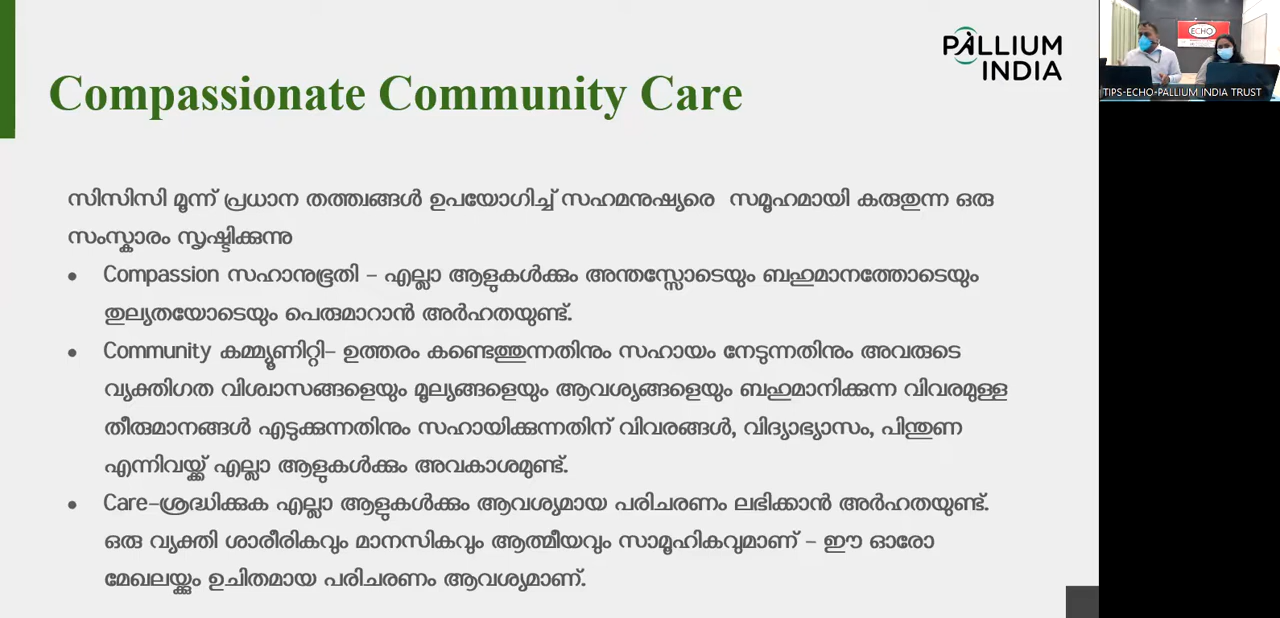 PALLIUM
INDIA
Compassionate Community Care
സിസിസി മൂന്ന് പ്രധാന തത്ത്വങ്ങൾ ഉപയോഗിച്ച് സഹമനുഷ്യരെ സമൂഹമായി കരുതുന്ന ഒരു
സംസ്കാരം സൃഷ്ടിക്കുന്നു
• Compassion സഹാനുഭൂതി - എല്ലാ ആളുകൾക്കും അന്തസ്സോടെയും ബഹുമാനത്തോടെയും
തുല്യതയോടെയും പെരുമാറാൻ അർഹതയുണ്ട്.
• Community കമ്മ്യൂണിറ്റി- ഉത്തരം കണ്ടെത്തുന്നതിനും സഹായം നേടുന്നതിനും അവരുടെ
വ്യക്തിഗത വിശ്വാസങ്ങളെയും മൂല്യങ്ങളെയും ആവശ്യങ്ങളെയും ബഹുമാനിക്കുന്ന വിവരമുള്ള
തീരുമാനങ്ങൾ എടുക്കുന്നതിനും സഹായിക്കുന്നതിന് വിവരങ്ങൾ, വിദ്യാഭ്യാസം, പിന്തുണ
എന്നിവയ്ക്ക് എല്ലാ ആളുകൾക്കും അവകാശമുണ്ട്.
• Care-ശ്രദ്ധിക്കുക എല്ലാ ആളുകൾക്കും ആവശ്യമായ പരിചരണം ലഭിക്കാൻ അർഹതയുണ്ട്.
ഒരു വ്യക്തി ശാരീരികവും മാനസികവും ആത്മീയവും സാമൂഹികവുമാണ് - ഈ ഓരോ
മേഖലയ്ക്കും ഉചിതമായ പരിചരണം ആവശ്യമാണ്.
ECHO
TIPS-ECHO-PALLIUM INDIA TRUST